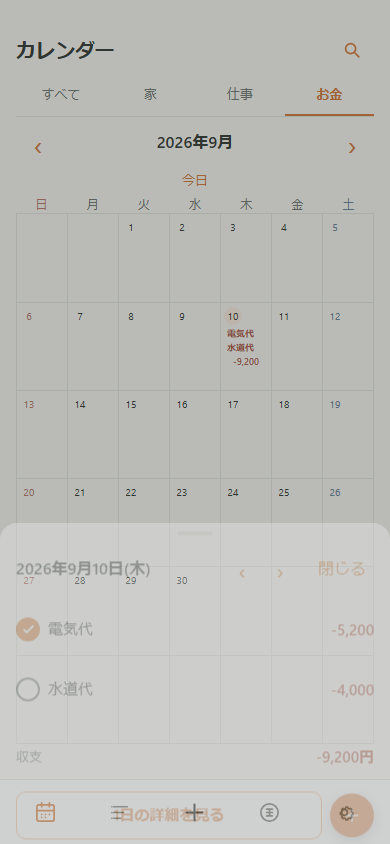 カレンダー
すべて 家 仕事 お金
‹ 2026年9月 ›
今日
日 月 火 水 木 金 土
1 2 3 4 5
6 7 8 9 10 11 12
電気代
水道代
-9,200
13 14 15 16 17 18 19
20 21 22 23 24 25 26
2026年9月10日(木) ‹ › 閉じる
27 28 29 30
電気代 -5,200
水道代 -4,000
収支 -9,200円
日の詳細を見る